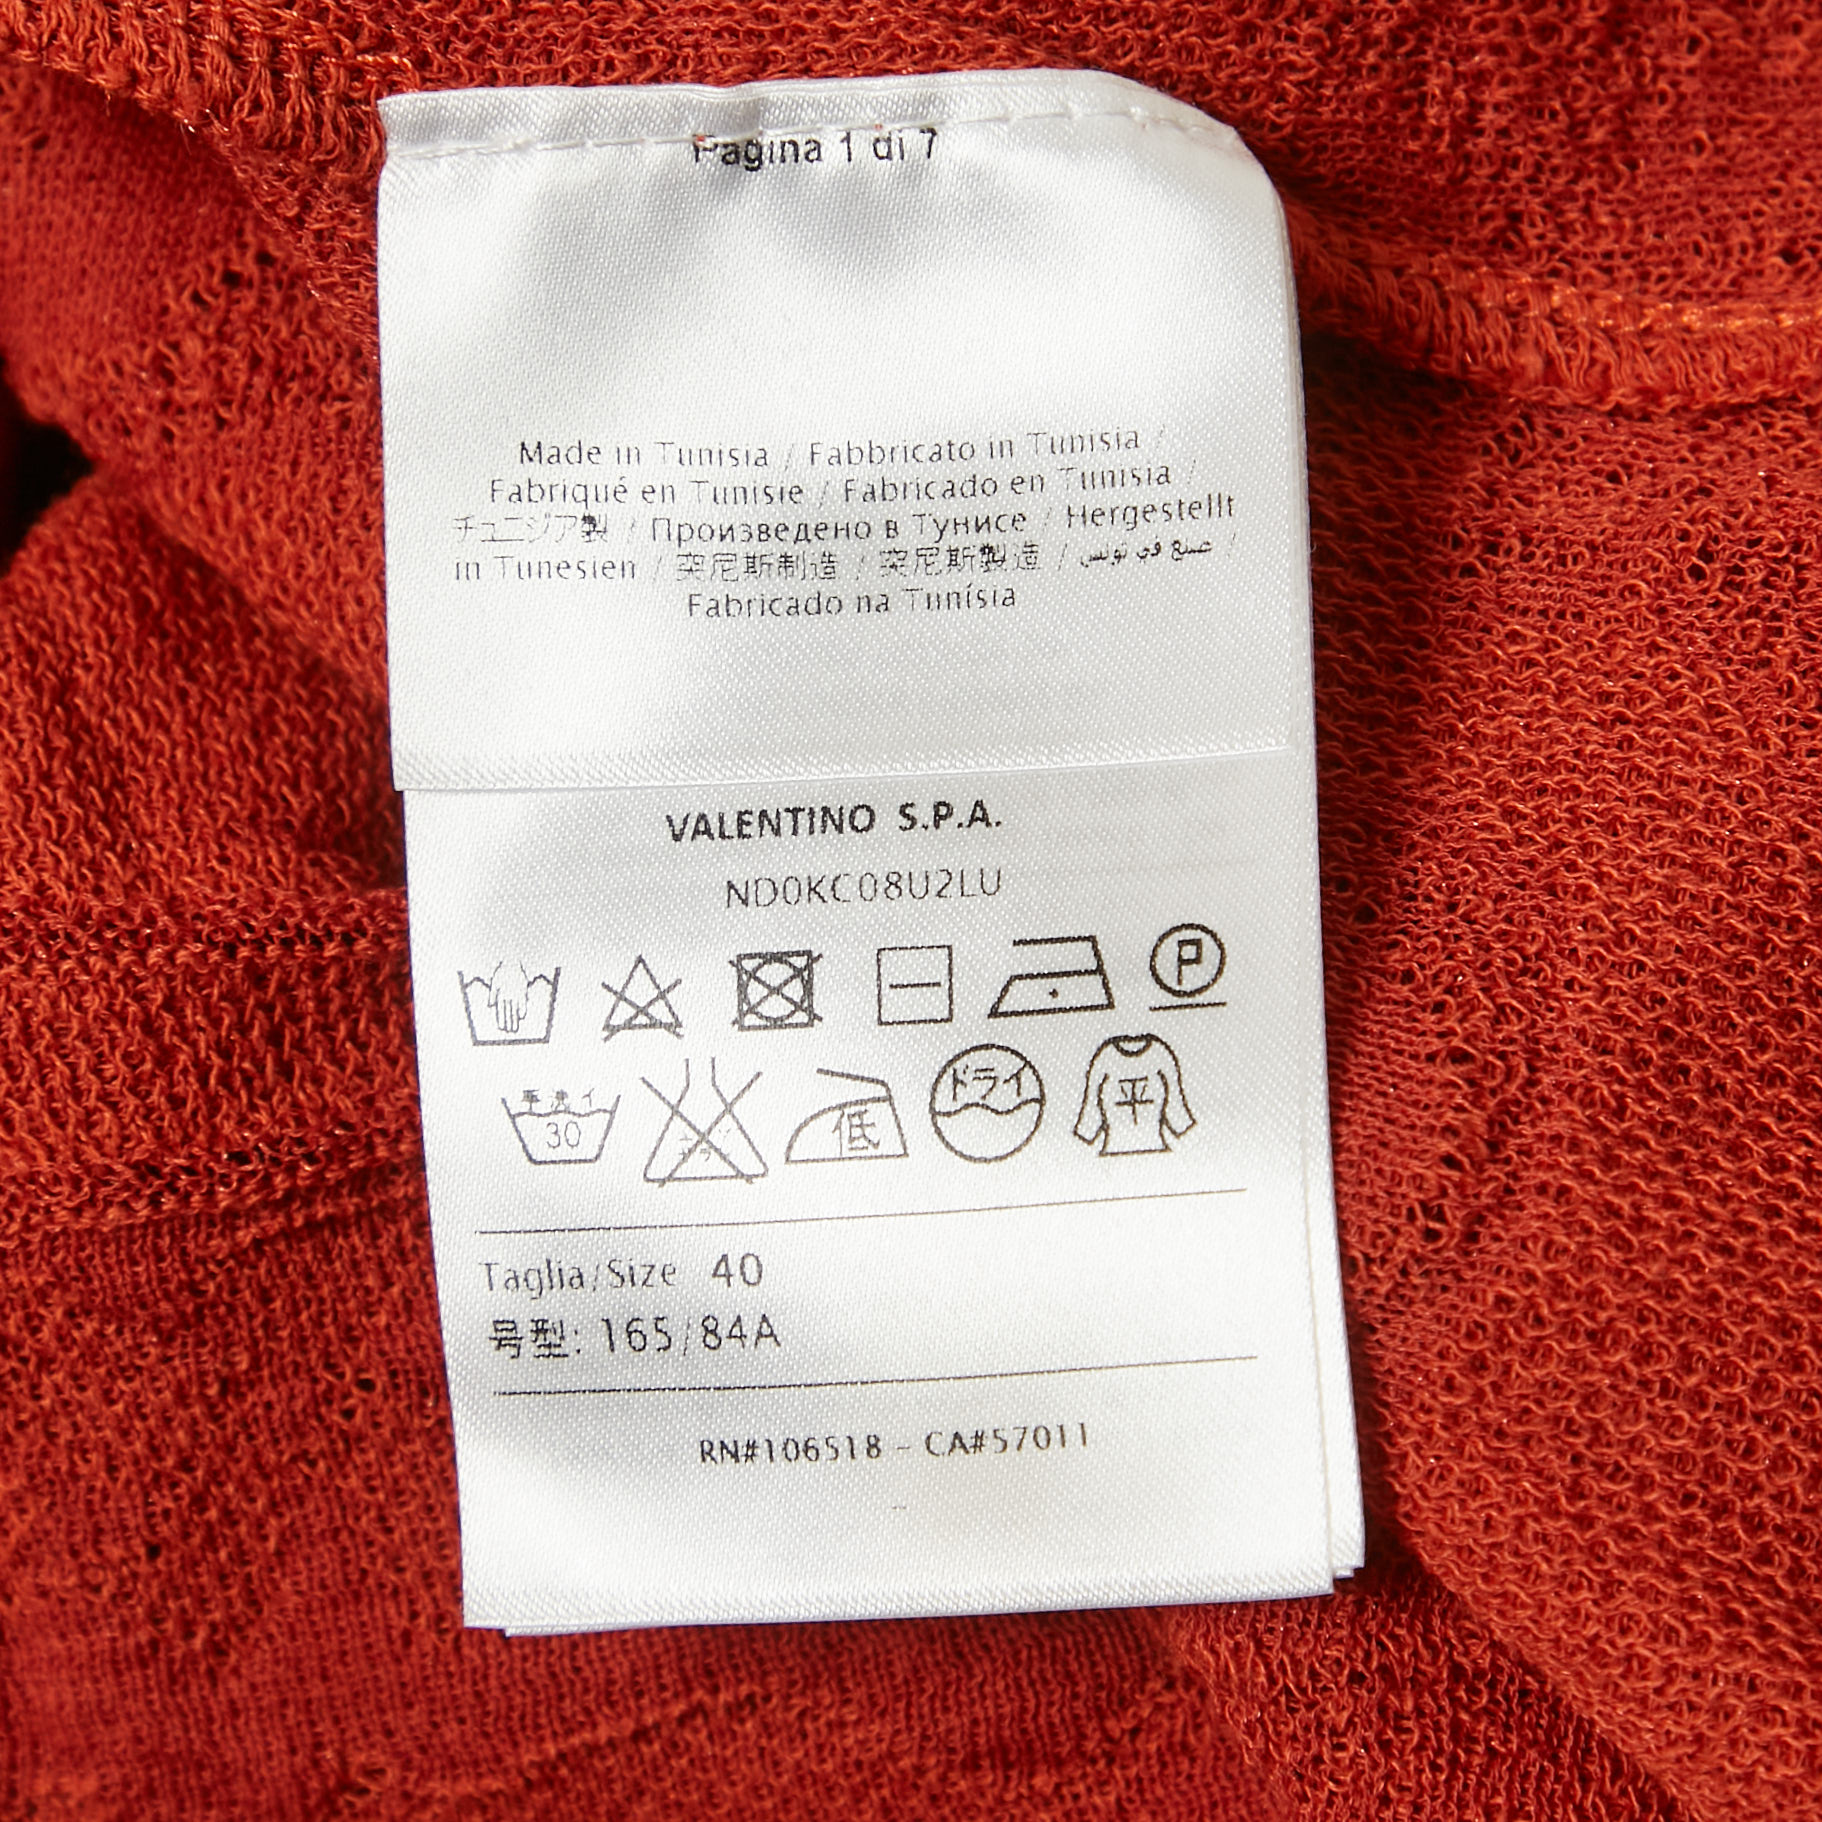 Pagina 1 di 7
Made in Tunisia / Fabbricato in Tunisia /
Fabriqué en Tunisie / Fabricado en Tunisia /
チュニジア製 / Произведено в Тунисе / Hergestellt
in Tunesien / 突尼斯制造 / 突尼斯製造 / صنع في تونس /
Fabricado na Tunísia
VALENTINO S.P.A.
ND0KC08U2LU
P
手洗イ
30
低
ドライ
平
Taglia/Size 40
号型: 165/84A
RN#106518 - CA#57011